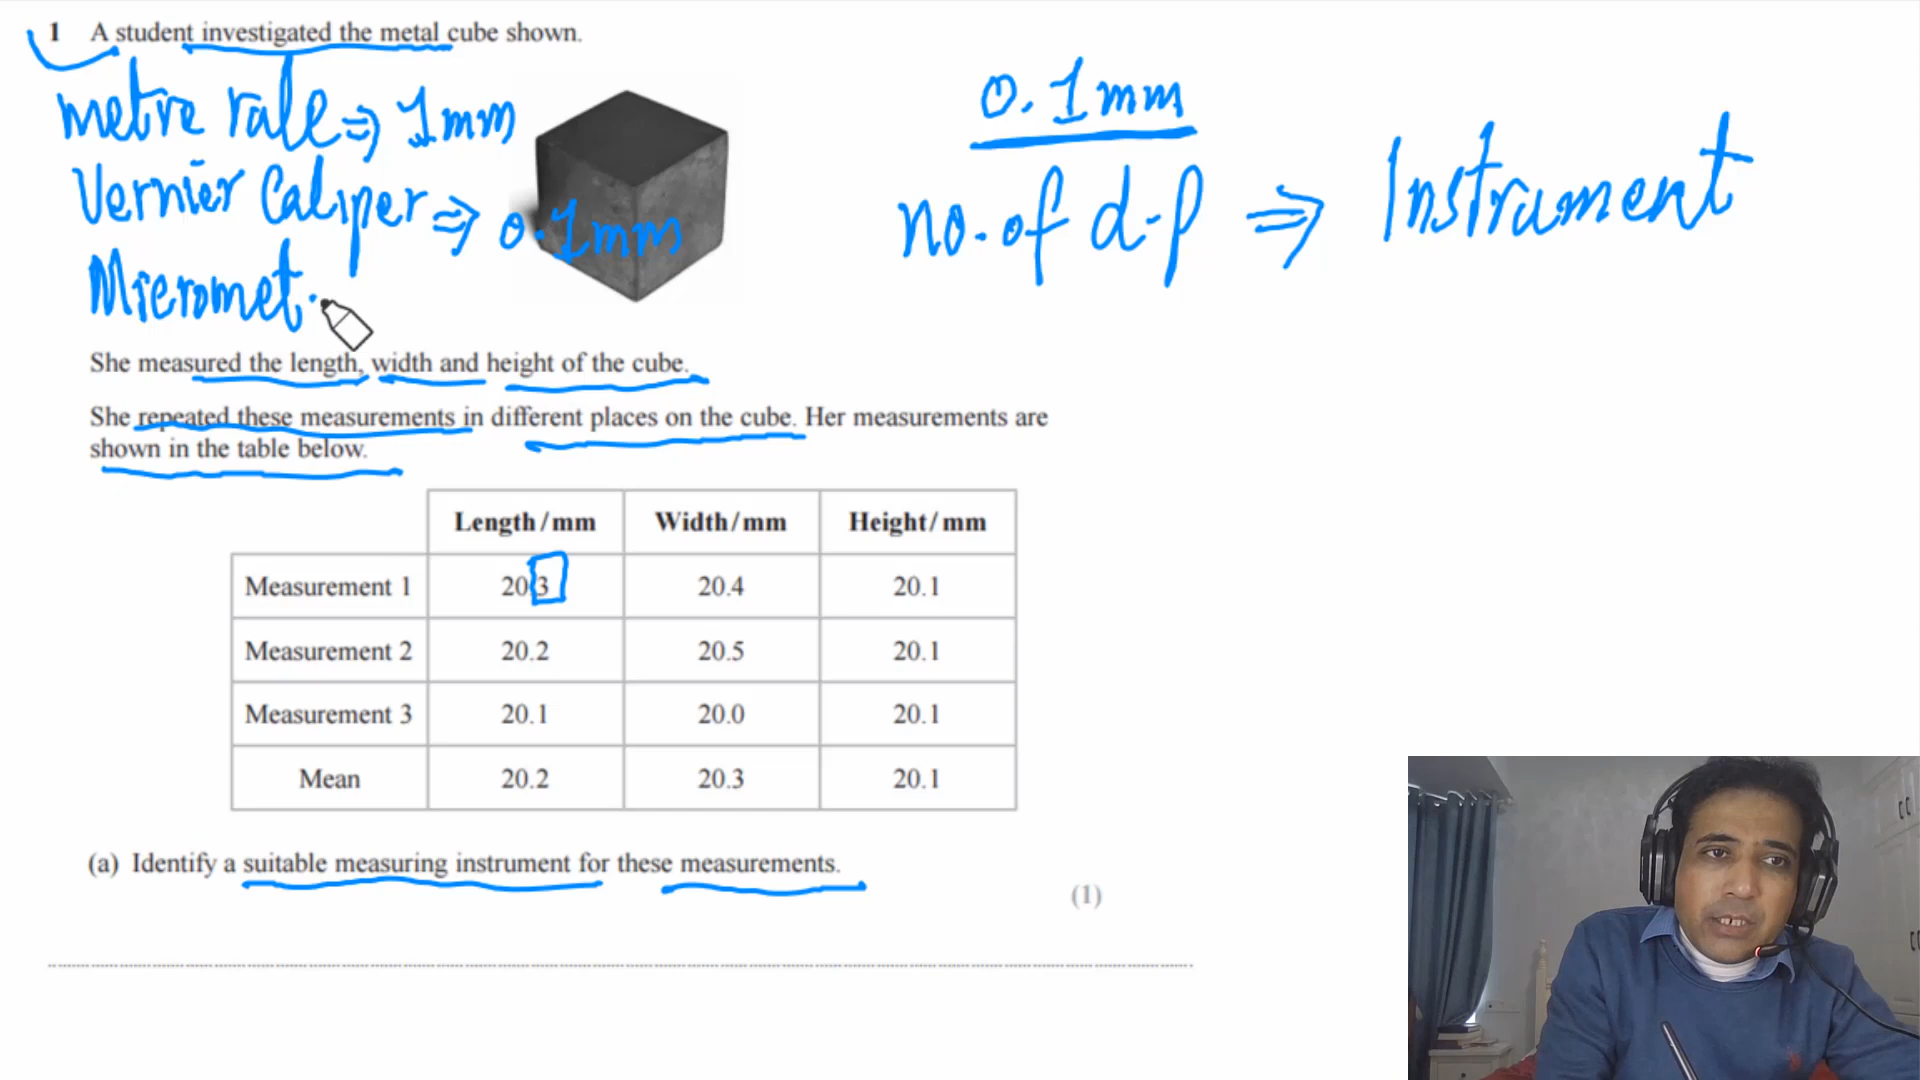 1 A student investigated the metal cube shown.
metre rule ⇒ 1mm
Vernier Caliper ⇒ 0.1mm
Micromet.
0.1mm
no. of d.p ⇒ Instrument
She measured the length, width and height of the cube.
She repeated these measurements in different places on the cube. Her measurements are
shown in the table below.
Length/mm Width/mm Height/mm
Measurement 1 20.3 20.4 20.1
Measurement 2 20.2 20.5 20.1
Measurement 3 20.1 20.0 20.1
Mean 20.2 20.3 20.1
(a) Identify a suitable measuring instrument for these measurements.
(1)